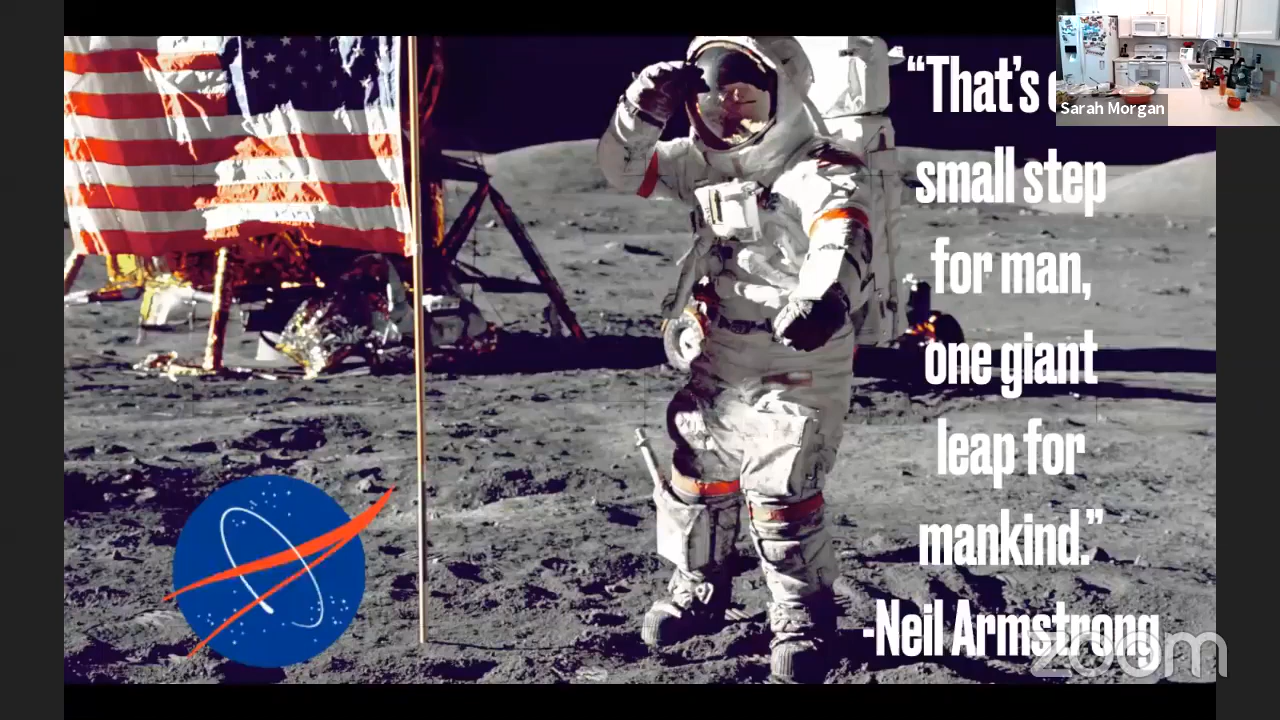 “That’s
small step
for man,
one giant
leap for
mankind.”
-Neil Armstrong
Sarah Morgan
zoom